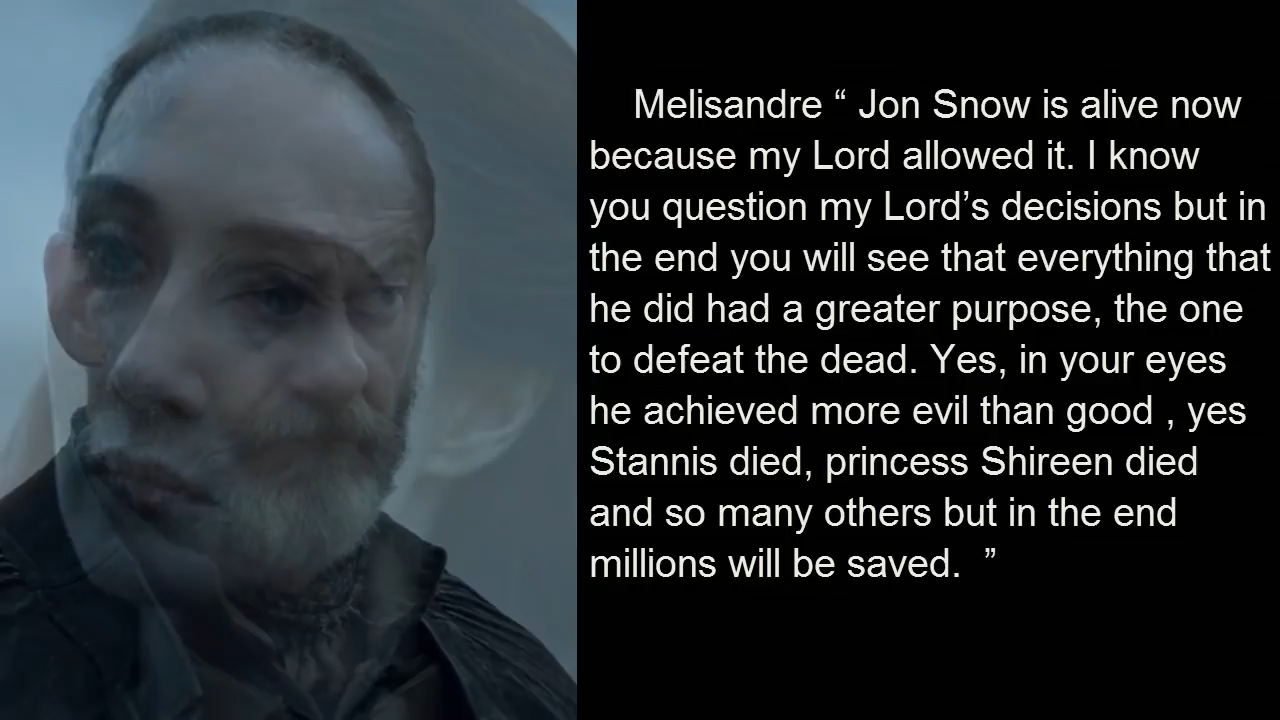 Melisandre “ Jon Snow is alive now
because my Lord allowed it. I know
you question my Lord’s decisions but in
the end you will see that everything that
he did had a greater purpose, the one
to defeat the dead. Yes, in your eyes
he achieved more evil than good , yes
Stannis died, princess Shireen died
and so many others but in the end
millions will be saved.  ”